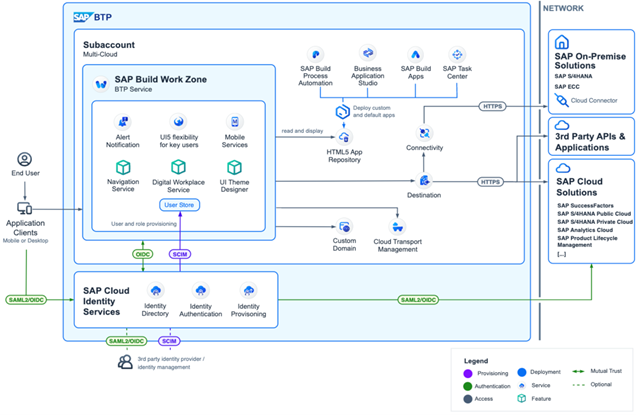 SAP BTP
NETWORK
Subaccount
Multi-Cloud
SAP Build Work Zone
BTP Service
Alert
Notification
UI5 flexibility
for key users
Mobile
Services
Navigation
Service
Digital Workplace
Service
UI Theme
Designer
User Store
User and role provisioning
SAP Build
Process
Automation
Business
Application
Studio
SAP Build
Apps
SAP Task
Center
Deploy custom
and default apps
read and display
HTML5 App
Repository
Connectivity
Destination
HTTPS
HTTPS
Custom
Domain
Cloud Transport
Management
SAP On-Premise
Solutions
SAP S/4HANA
SAP ECC
Cloud Connector
3rd Party APIs &
Applications
SAP Cloud
Solutions
SAP SuccessFactors
SAP S/4HANA Public Cloud
SAP S/4HANA Private Cloud
SAP Analytics Cloud
SAP Product Lifecycle
Management
[...]
End User
Application
Clients
Mobile or Desktop
OIDC
SCIM
SAML2/OIDC
SAP Cloud
Identity
Services
Identity
Directory
Identity
Authentication
Identity
Provisioning
SAML2/OIDC
SAML2/OIDC
SCIM
3rd party identity provider /
identity management
Legend
Provisioning
Deployment
Mutual Trust
Authentication
Service
Optional
Access
Feature